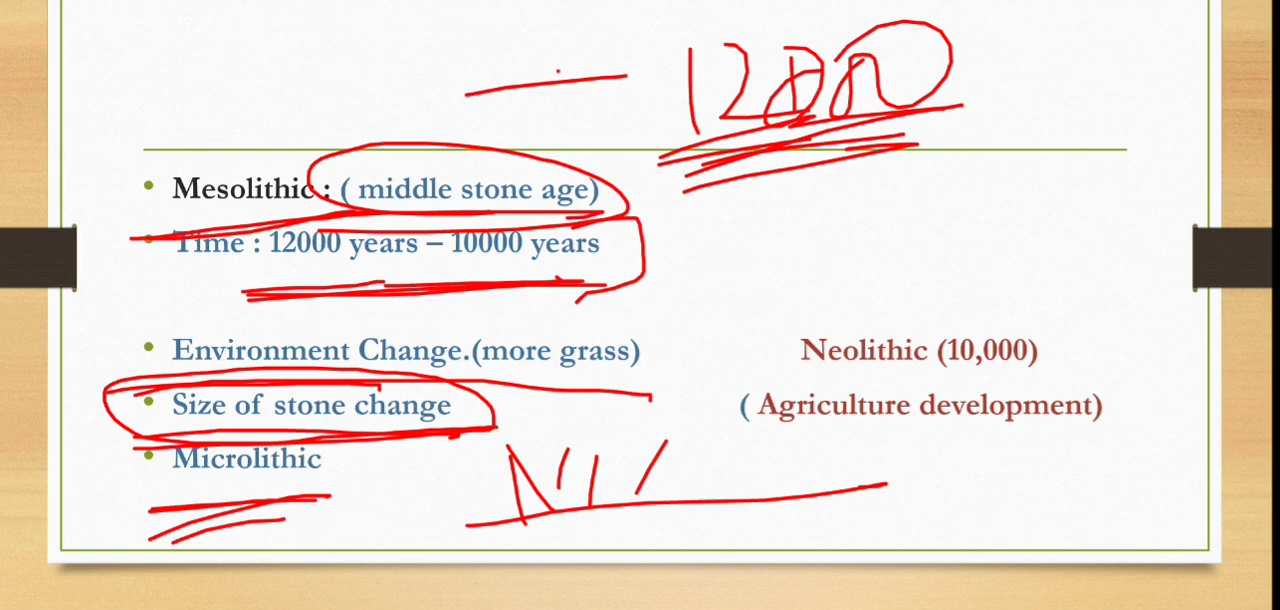 Mesolithic : ( middle stone age)
Time : 12000 years – 10000 years
Environment Change.(more grass)
Neolithic (10,000)
Size of stone change
( Agriculture development)
Microlithic